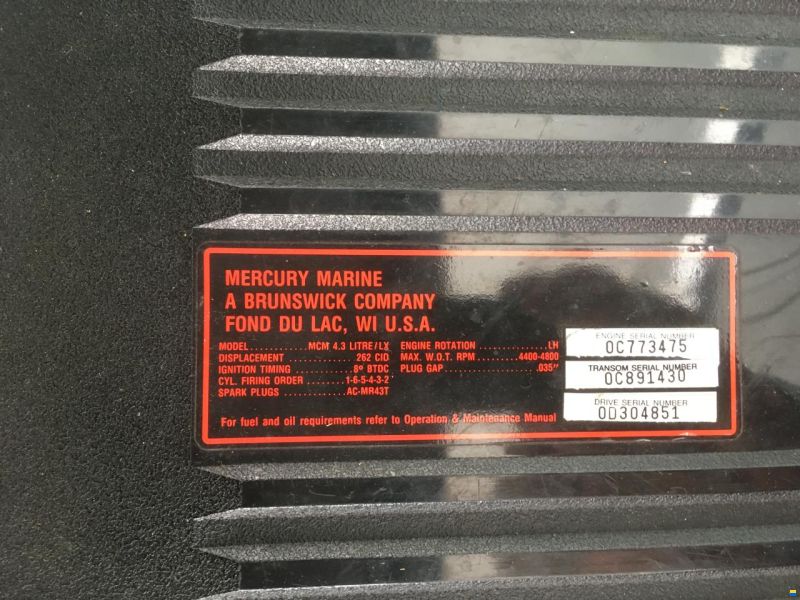 MERCURY MARINE
A BRUNSWICK COMPANY
FOND DU LAC, WI U.S.A.
MODEL ................ MCM 4.3 LITRE/LX ENGINE ROTATION .................. LH
DISPLACEMENT .................. 262 CID MAX. W.O.T. RPM .......... 4400-4800
IGNITION TIMING ............... 8º BTDC PLUG GAP ........................ .035"
CYL. FIRING ORDER .......... 1-6-5-4-3-2
SPARK PLUGS ................ AC-MR43T
For fuel and oil requirements refer to Operation & Maintenance Manual
ENGINE SERIAL NUMBER
0C773475
TRANSOM SERIAL NUMBER
0C891430
DRIVE SERIAL NUMBER
0D304851